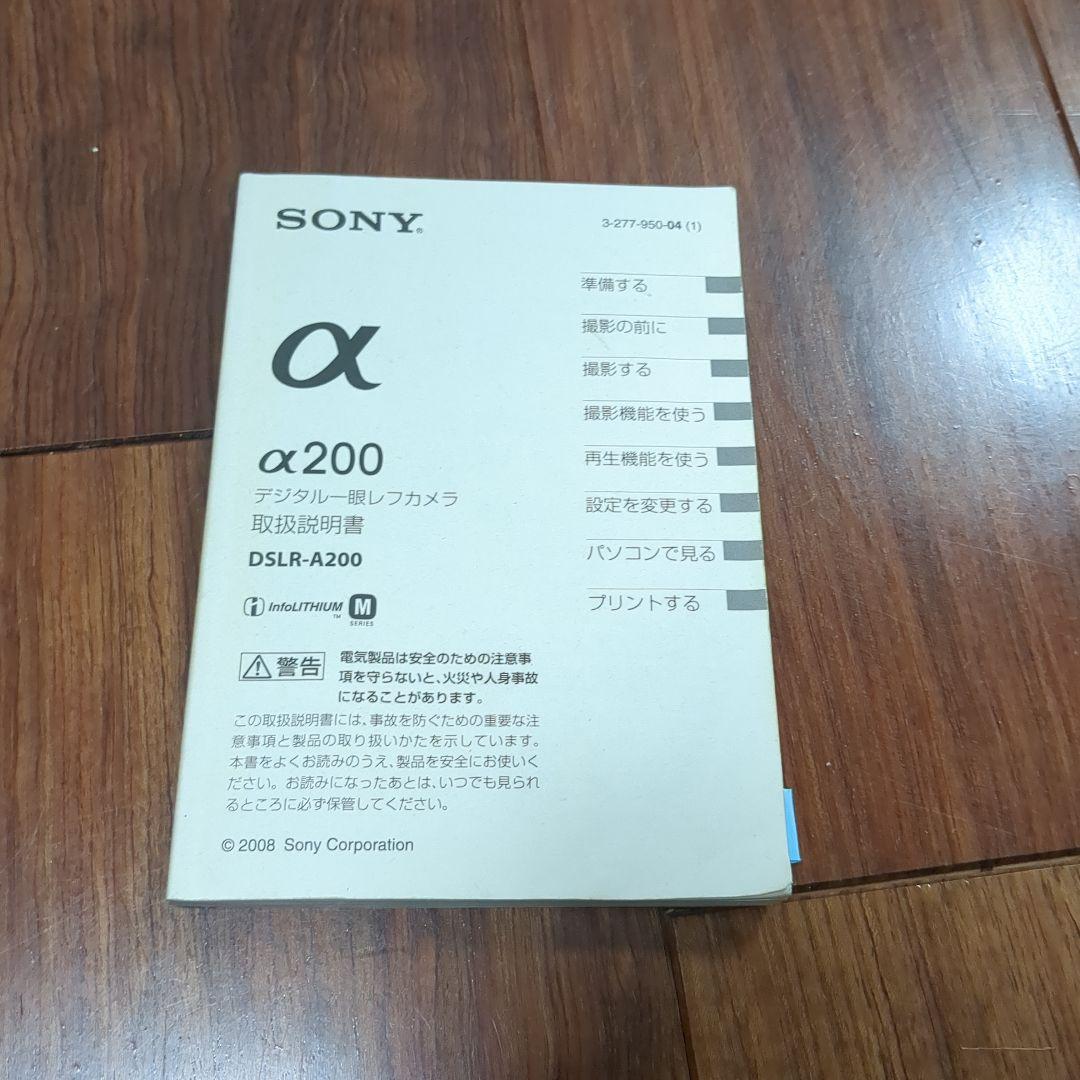 SONY®
3-277-950-04 (1)
準備する
撮影の前に
撮影する
撮影機能を使う
再生機能を使う
設定を変更する
パソコンで見る
プリントする
α
α200
デジタル一眼レフカメラ
取扱説明書
DSLR-A200
InfoLITHIUM™ M SERIES
警告
電気製品は安全のための注意事
項を守らないと、火災や人身事故
になることがあります。
この取扱説明書には、事故を防ぐための重要な注
意事項と製品の取り扱いかたを示しています。
本書をよくお読みのうえ、製品を安全にお使いく
ださい。お読みになったあとは、いつでも見られ
るところに必ず保管してください。
© 2008 Sony Corporation